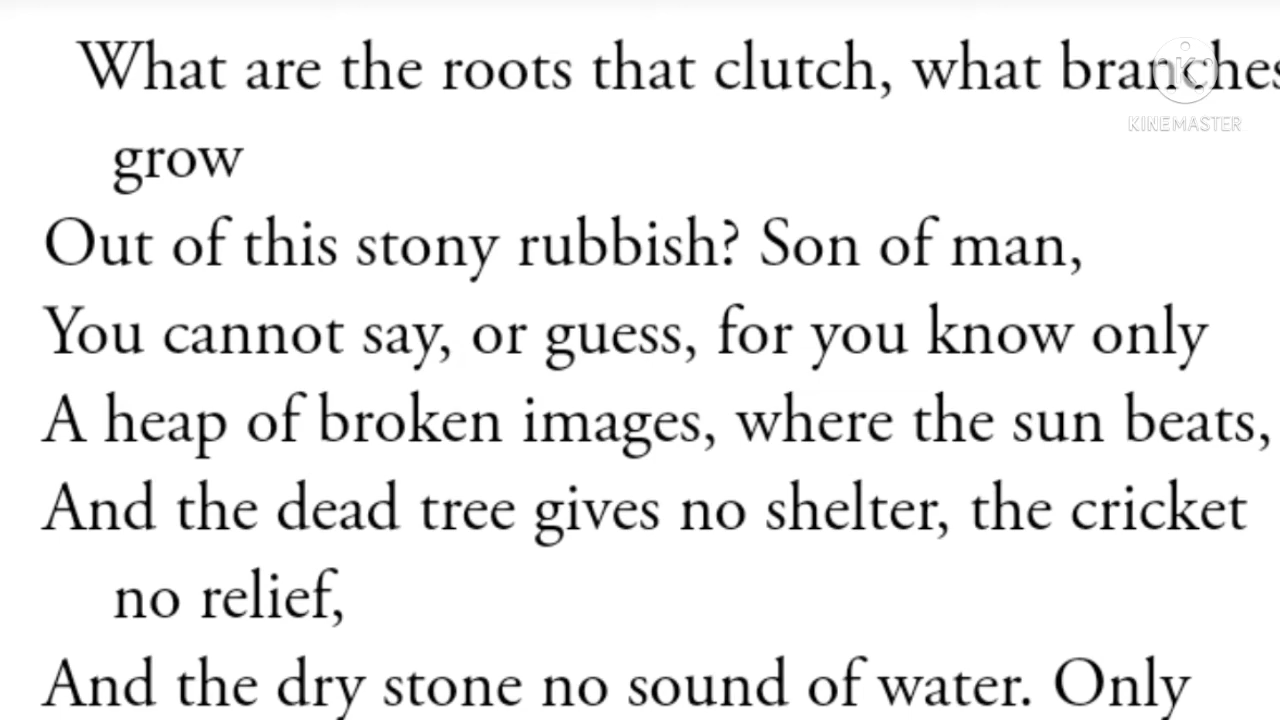 What are the roots that clutch, what branches
KINEMASTER
grow
Out of this stony rubbish? Son of man,
You cannot say, or guess, for you know only
A heap of broken images, where the sun beats,
And the dead tree gives no shelter, the cricket
no relief,
And the dry stone no sound of water. Only